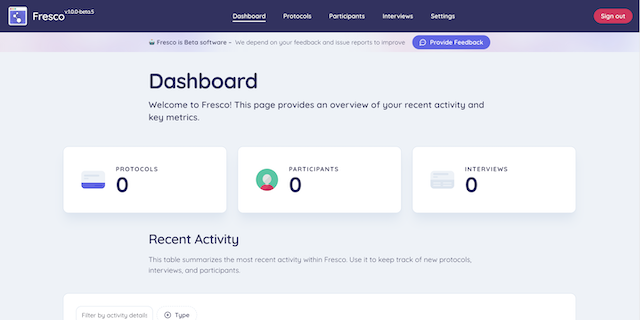 Fresco v.1.0.0-beta.5
Dashboard Protocols Participants Interviews Settings Sign out
Fresco is Beta software – We depend on your feedback and issue reports to improve Provide Feedback
Dashboard
Welcome to Fresco! This page provides an overview of your recent activity and
key metrics.
PROTOCOLS
0
PARTICIPANTS
0
INTERVIEWS
0
Recent Activity
This table summarizes the most recent activity within Fresco. Use it to keep track of new protocols,
interviews, and participants.
Filter by activity details Type